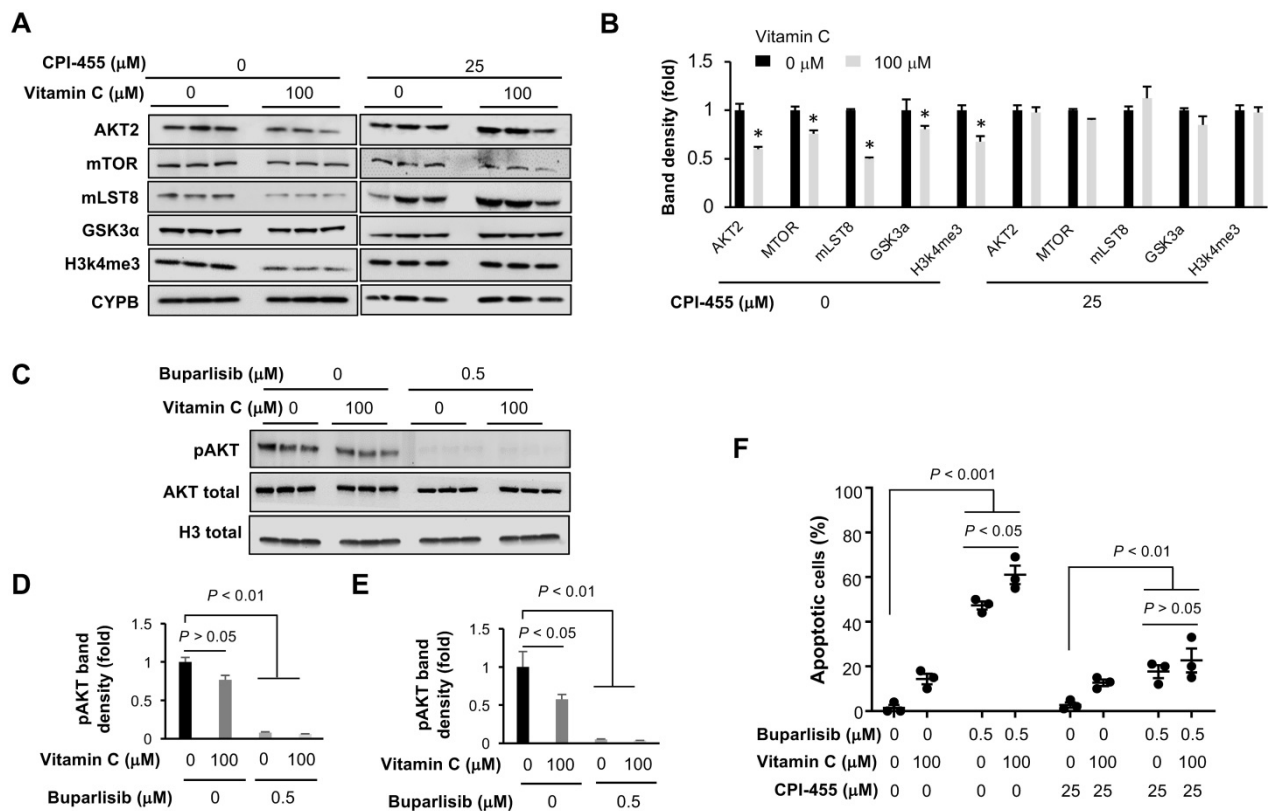 A
CPI-455 (μM) 0 25
Vitamin C (μM) 0 100 0 100
AKT2
mTOR
mLST8
GSK3α
H3k4me3
CYPB
B
Vitamin C
0 μM 100 μM
Band density (fold)
1.5
1
0.5
0
* * * * *
AKT2 MTOR mLST8 GSK3a H3k4me3 AKT2 MTOR mLST8 GSK3a H3k4me3
CPI-455 (μM) 0 25
C
Buparlisib (μM) 0 0.5
Vitamin C (μM) 0 100 0 100
pAKT
AKT total
H3 total
D
pAKT band
density (fold)
1.5
1
0.5
0
P < 0.01
P > 0.05
Vitamin C (μM) 0 100 0 100
Buparlisib (μM) 0 0.5
E
pAKT band
density (fold)
1.5
1
0.5
0
P < 0.01
P < 0.05
Vitamin C (μM) 0 100 0 100
Buparlisib (μM) 0 0.5
F
Apoptotic cells (%)
100
80
60
40
20
0
P < 0.001
P < 0.05
P < 0.01
P > 0.05
Buparlisib (μM) 0 0 0.5 0.5 0 0 0.5 0.5
Vitamin C (μM) 0 100 0 100 0 100 0 100
CPI-455 (μM) 0 0 0 0 25 25 25 25